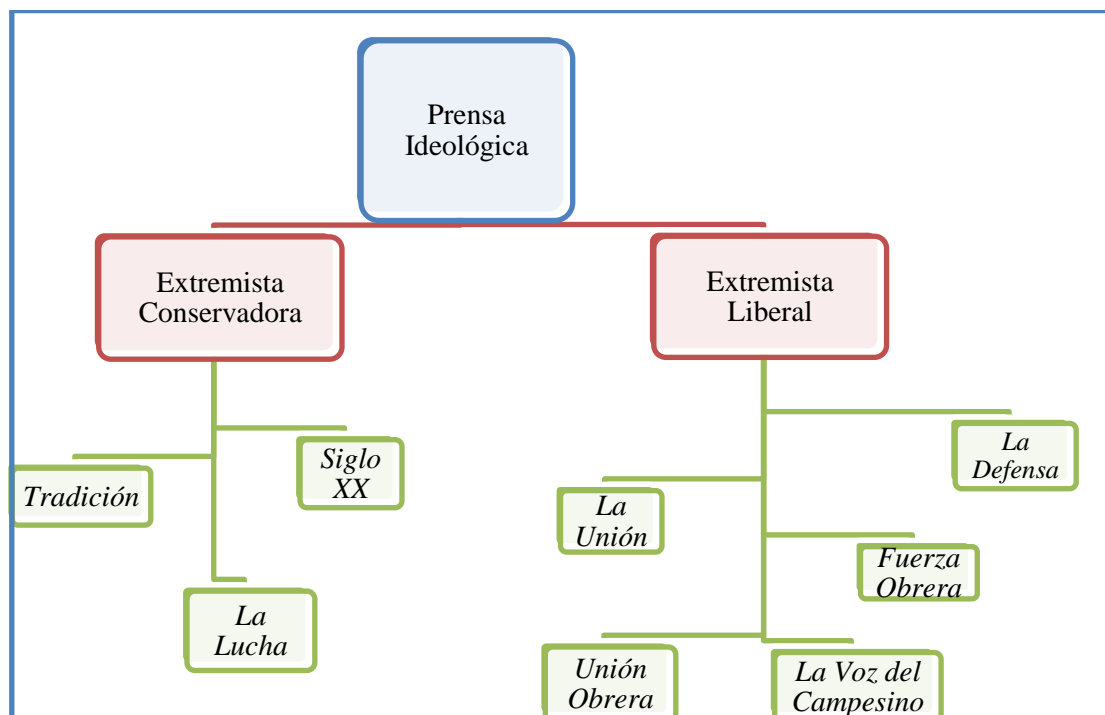 Prensa
Ideológica
Extremista
Conservadora
Extremista
Liberal
Tradición
Siglo
XX
La
Lucha
La
Defensa
La
Unión
Fuerza
Obrera
Unión
Obrera
La Voz del
Campesino